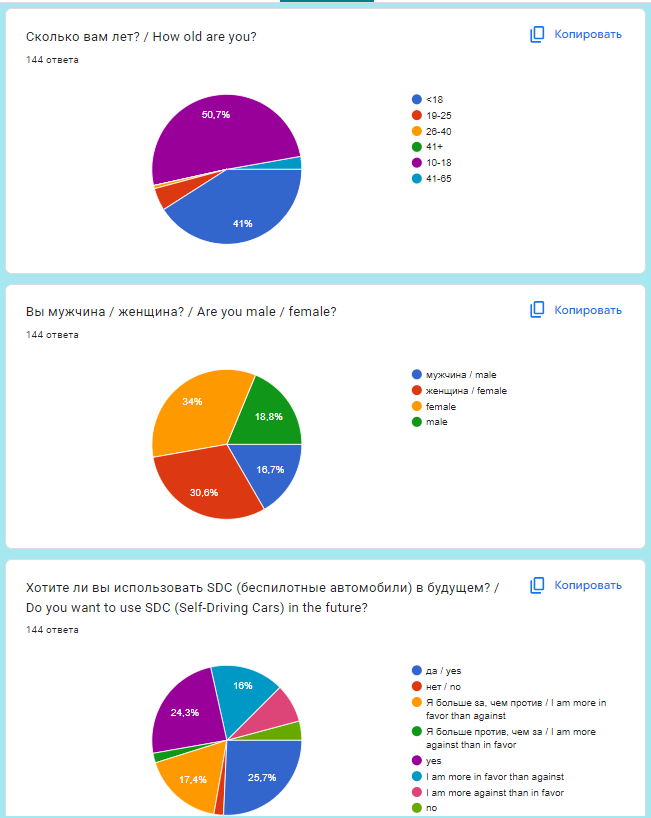 Сколько вам лет? / How old are you?
Копировать
144 ответа
50,7%
41%
<18
19-25
26-40
41+
10-18
41-65
Вы мужчина / женщина? / Are you male / female?
Копировать
144 ответа
34%
18,8%
30,6%
16,7%
мужчина / male
женщина / female
female
male
Хотите ли вы использовать SDC (беспилотные автомобили) в будущем? /
Do you want to use SDC (Self-Driving Cars) in the future?
Копировать
144 ответа
16%
24,3%
17,4%
25,7%
да / yes
нет / no
Я больше за, чем против / I am more in
favor than against
Я больше против, чем за / I am more
against than in favor
yes
I am more in favor than against
I am more against than in favor
no